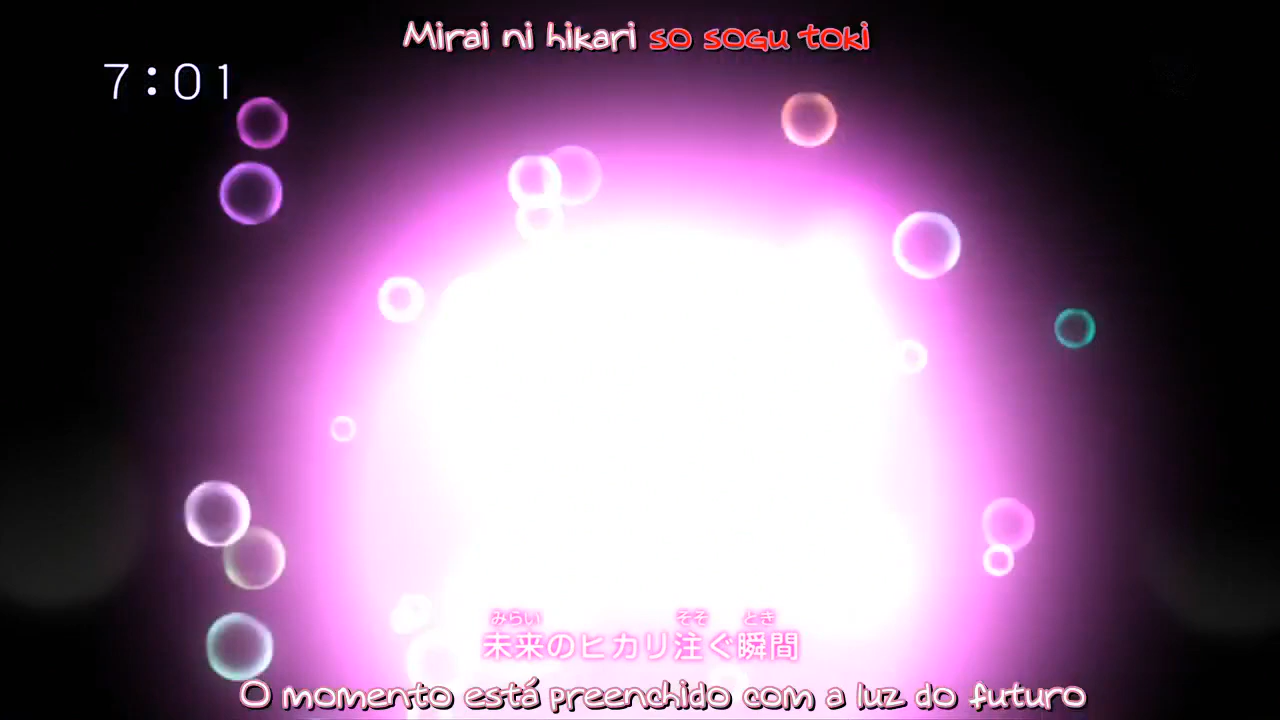 Mirai ni hikari so sogu toki
7:01
みらい そそ とき
未来のヒカリ注ぐ瞬間
O momento está preenchido com a luz do futuro